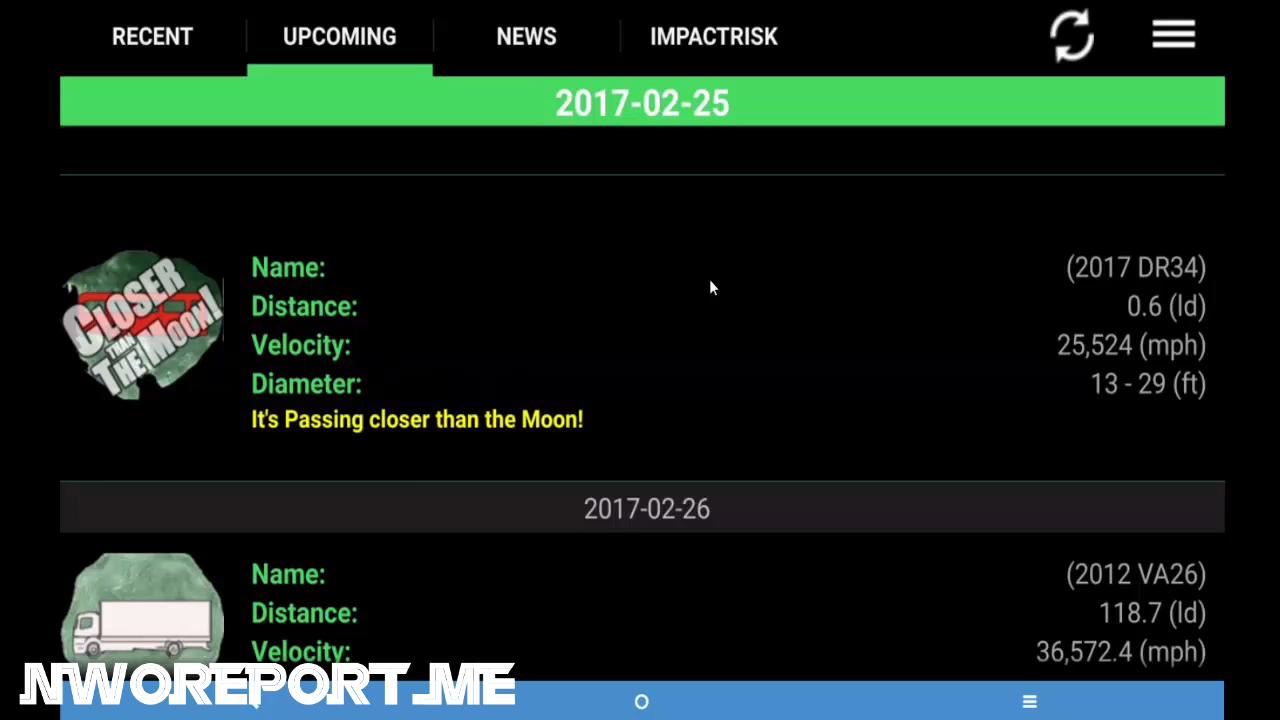 RECENT UPCOMING NEWS IMPACTRISK
2017-02-25
CLOSER THAN THE MOON!
Name: (2017 DR34)
Distance: 0.6 (ld)
Velocity: 25,524 (mph)
Diameter: 13 - 29 (ft)
It's Passing closer than the Moon!
2017-02-26
Name: (2012 VA26)
Distance: 118.7 (ld)
Velocity: 36,572.4 (mph)
NWOREPORT.ME